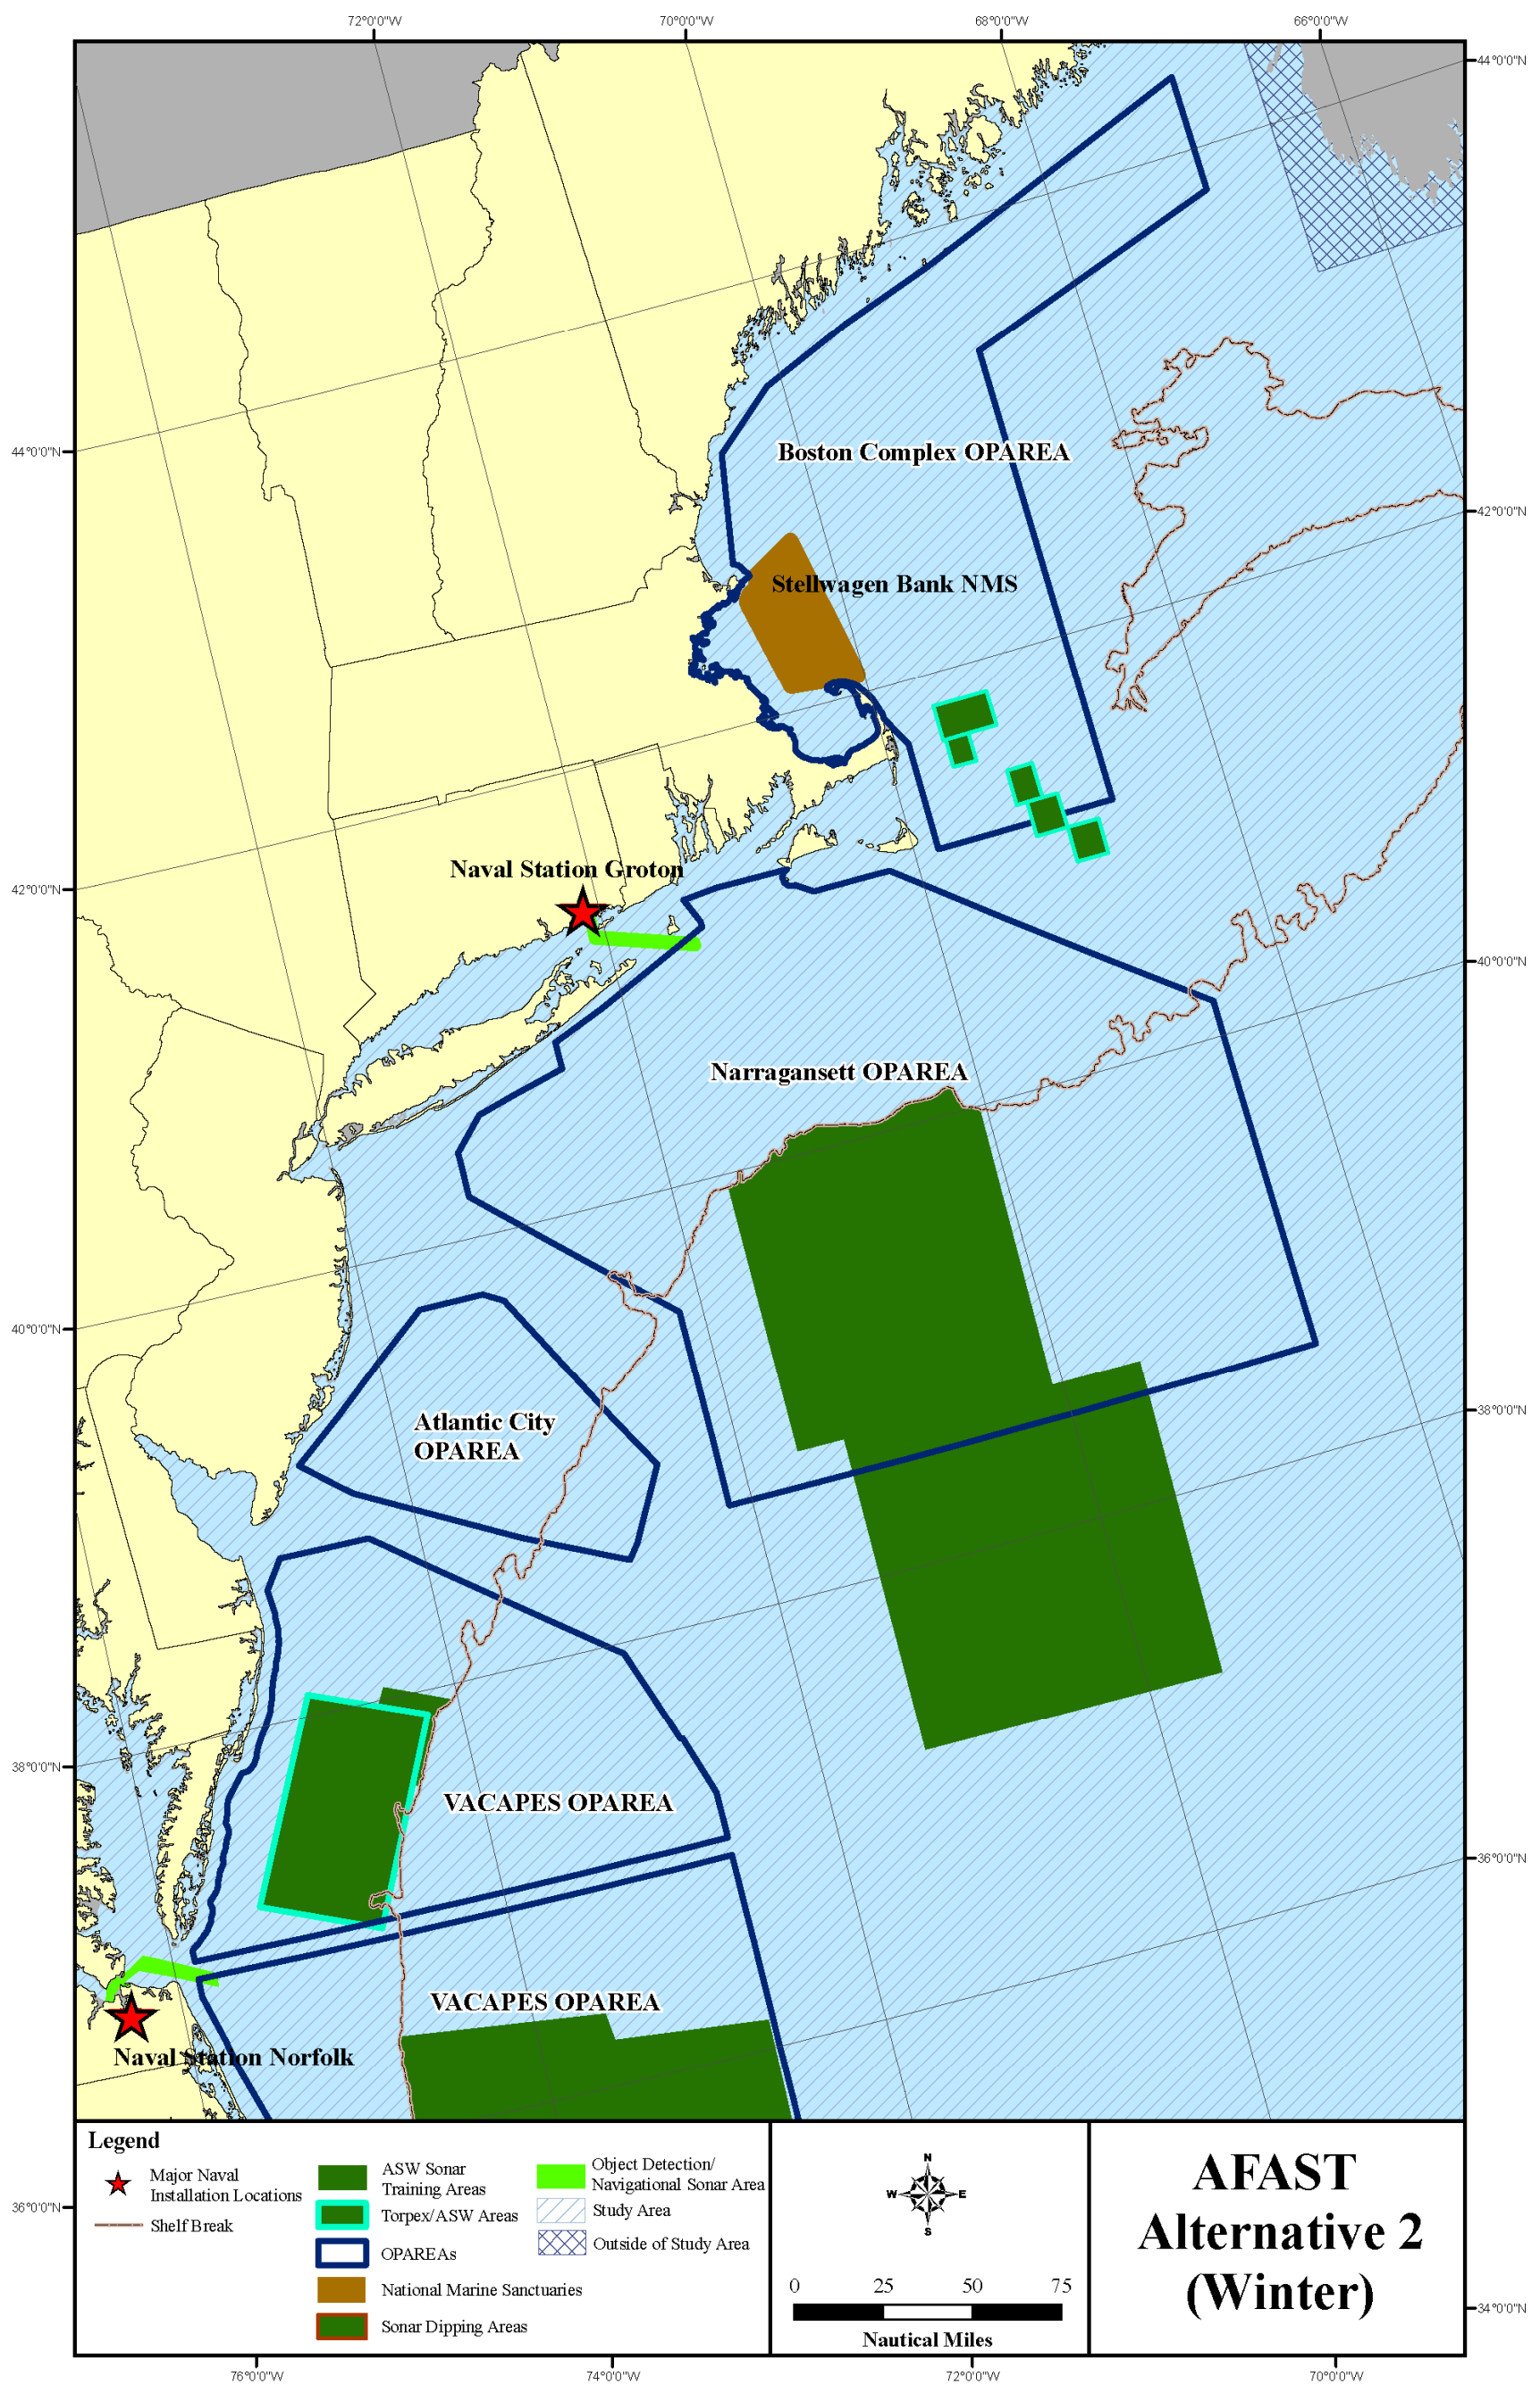 72°0'0"W
70°0'0"W
68°0'0"W
66°0'0"W
44°0'0"N
44°0'0"N
Boston Complex OPAREA
42°0'0"N
Stellwagen Bank NMS
Naval Station Groton
42°0'0"N
40°0'0"N
Narragansett OPAREA
40°0'0"N
38°0'0"N
Atlantic City
OPAREA
38°0'0"N
VACAPES OPAREA
36°0'0"N
VACAPES OPAREA
Naval Station Norfolk
Legend
Major Naval
Installation Locations
Shelf Break
ASW Sonar
Training Areas
Torpex/ASW Areas
OPAREAs
National Marine Sanctuaries
Sonar Dipping Areas
Object Detection/
Navigational Sonar Area
Study Area
Outside of Study Area
N
W E
S
0 25 50 75
Nautical Miles
AFAST
Alternative 2
(Winter)
36°0'0"N
34°0'0"N
76°0'0"W
74°0'0"W
72°0'0"W
70°0'0"W